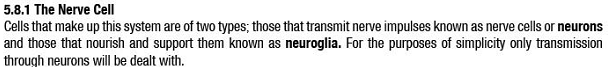 5.8.1 The Nerve Cell
Cells that make up this system are of two types; those that transmit nerve impulses known as nerve cells or neurons
and those that nourish and support them known as neuroglia. For the purposes of simplicity only transmission
through neurons will be dealt with.